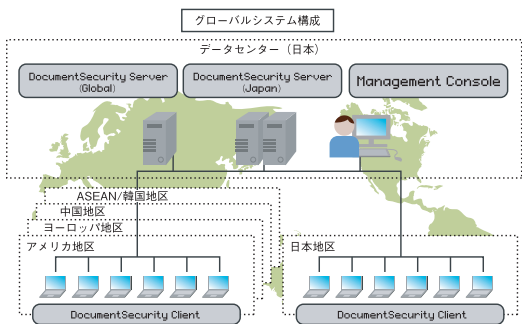 グローバルシステム構成
データセンター（日本）
DocumentSecurity Server
(Global)
DocumentSecurity Server
(Japan)
Management Console
ASEAN/韓国地区
中国地区
ヨーロッパ地区
アメリカ地区
日本地区
DocumentSecurity Client
DocumentSecurity Client